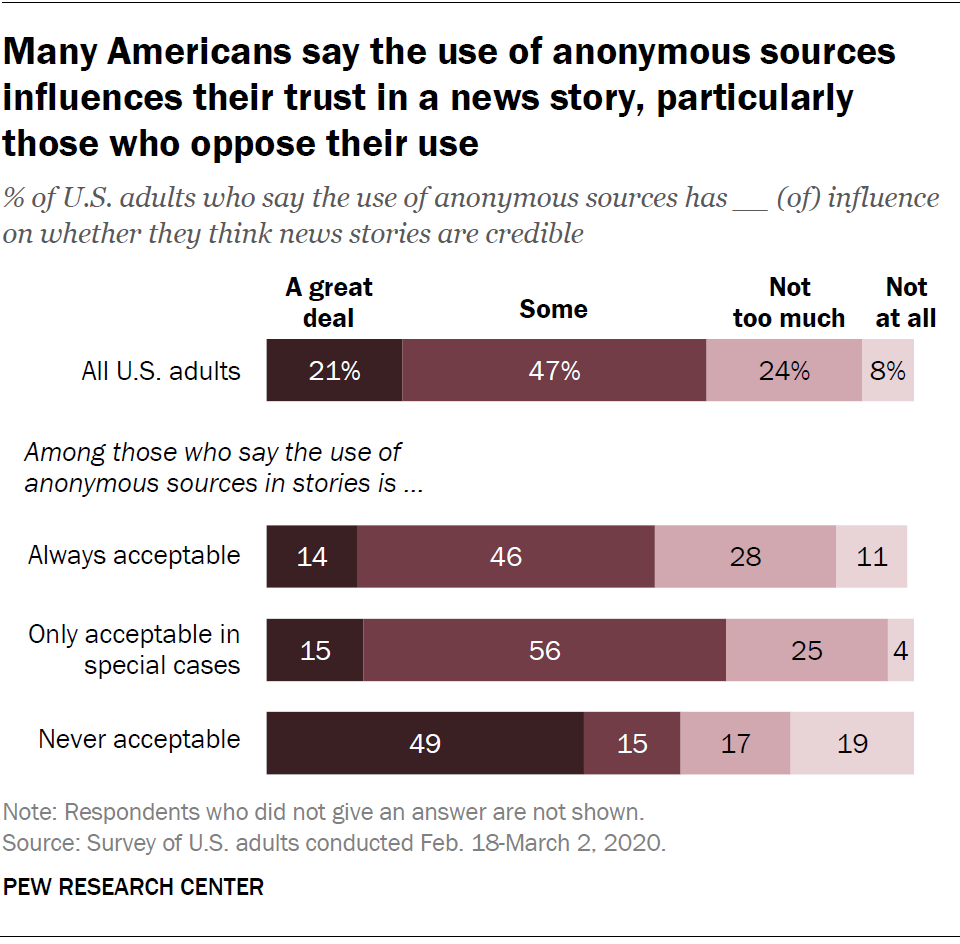 Many Americans say the use of anonymous sources
influences their trust in a news story, particularly
those who oppose their use
% of U.S. adults who say the use of anonymous sources has __ (of) influence
on whether they think news stories are credible
A great
deal
Some
Not
too much
Not
at all
All U.S. adults 21% 47% 24% 8%
Among those who say the use of
anonymous sources in stories is ...
Always acceptable 14 46 28 11
Only acceptable in
special cases 15 56 25 4
Never acceptable 49 15 17 19
Note: Respondents who did not give an answer are not shown.
Source: Survey of U.S. adults conducted Feb. 18-March 2, 2020.
PEW RESEARCH CENTER